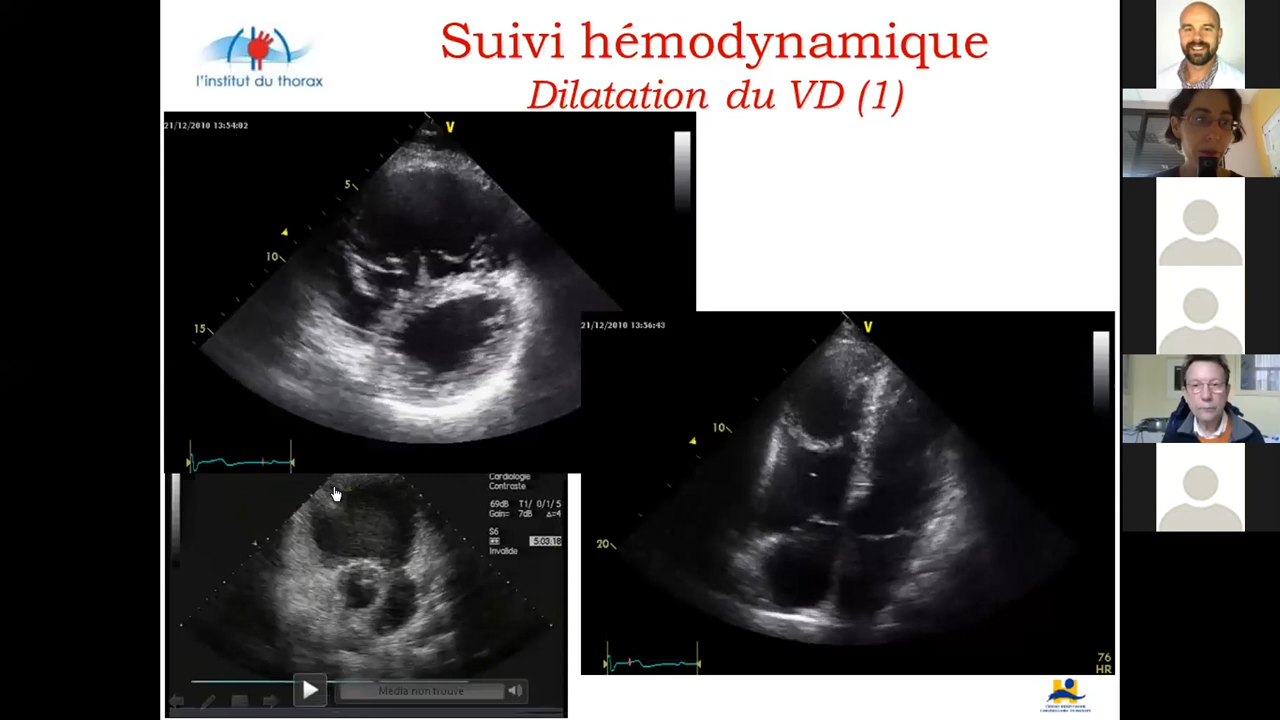 l'institut du thorax
Suivi hémodynamique
Dilatation du VD (1)
21/12/2010 13:54:02
V
5
10
15
21/12/2010 13:56:43
V
10
20
76
HR
Cardiologie
Contraste
69dB T1/ 0/1/5
Gain= 7dB Δ=4
S6
5:03:18
Invalide
Média non trouvé